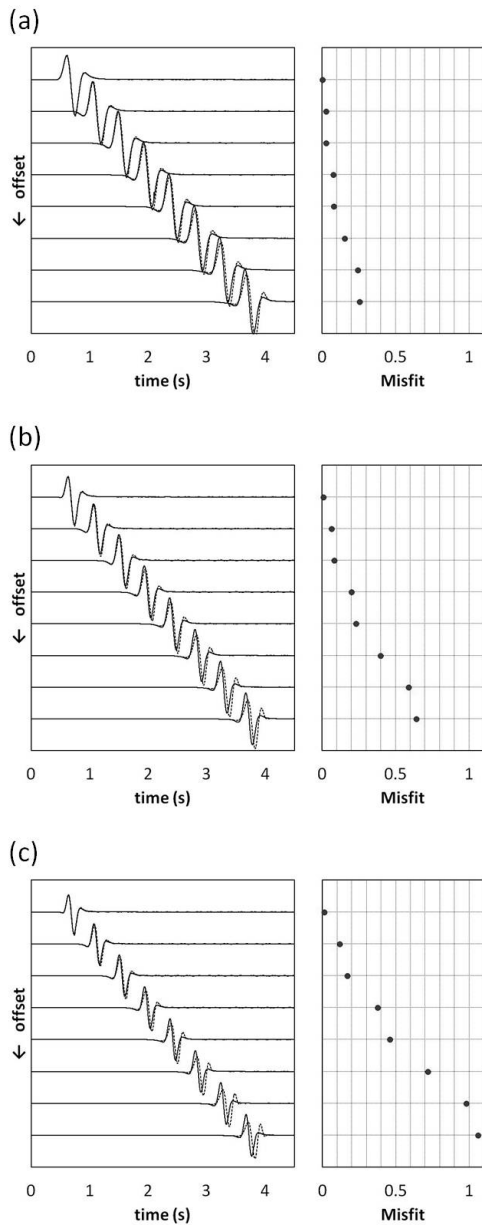 (a)
← offset
0 1 2 3 4
time (s)
0 0.5 1
Misfit
(b)
← offset
0 1 2 3 4
time (s)
0 0.5 1
Misfit
(c)
← offset
0 1 2 3 4
time (s)
0 0.5 1
Misfit